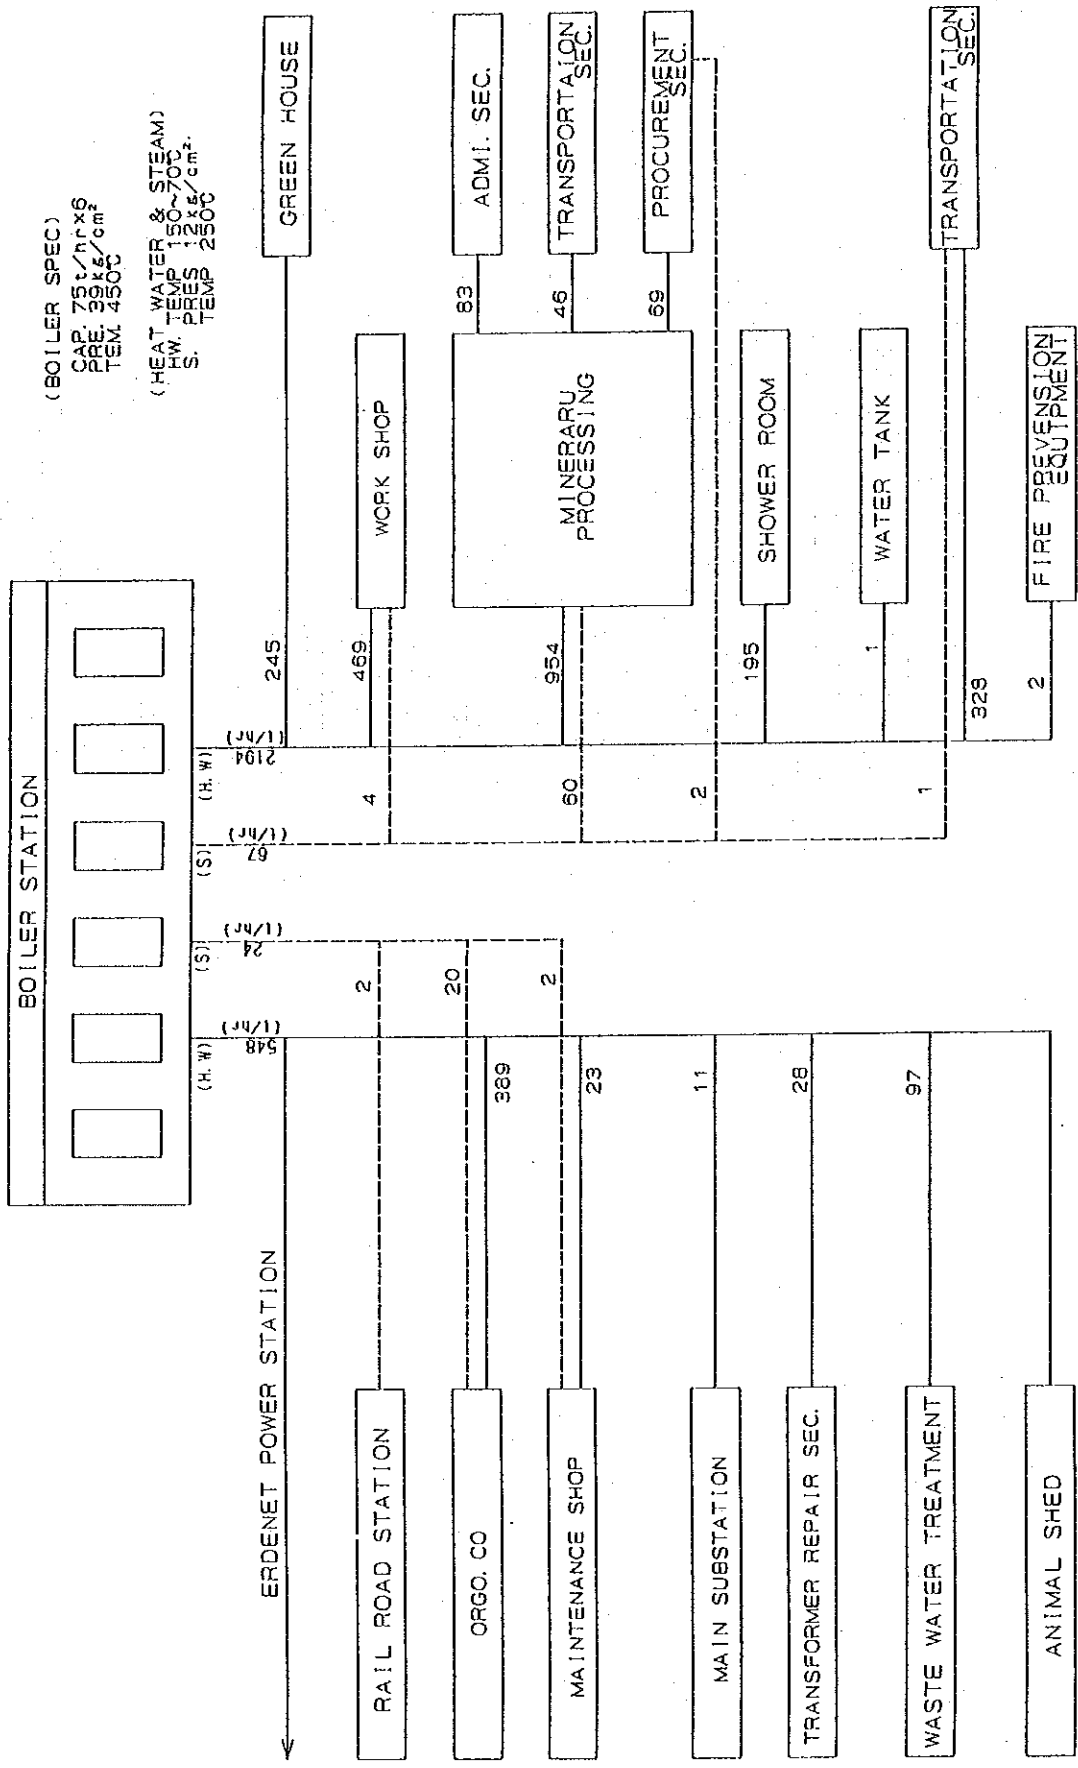 BOILER STATION
(BOILER SPEC)
CAP. 75t/hr×6
PRE. 39kg/cm²
TEM. 450℃
(HEAT WATER & STEAM)
HW. TEMP 150~70℃
S. PRES 12kg/cm².
TEMP 250℃
(H.W)
548
(t/hr)
(S)
24
(t/hr)
(S)
67
(t/hr)
(H.W)
2194
(t/hr)
ERDENET POWER STATION
245
GREEN HOUSE
RAIL ROAD STATION
2
4
469
WORK SHOP
ORGO. CO
20
389
MAINTENANCE SHOP
2
23
60
954
MINERARU
PROCESSING
83
ADMI. SEC.
46
TRANSPORTAION
SEC.
69
PROCUREMENT
SEC.
MAIN SUBSTATION
11
2
195
SHOWER ROOM
TRANSFORMER REPAIR SEC.
28
1
WATER TANK
WASTE WATER TREATMENT
97
1
328
TRANSPORTATION
SEC.
ANIMAL SHED
2
FIRE PREVENSION
EQUTPMENT